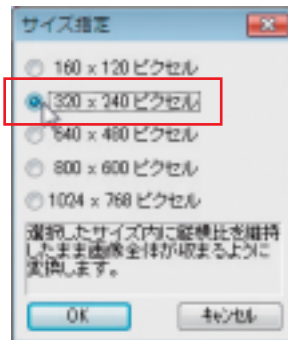 サイズ指定
160 x 120 ピクセル
320 x 240 ピクセル
640 x 480 ピクセル
800 x 600 ピクセル
1024 x 768 ピクセル
選択したサイズ内に縦横比を維持
したまま画像全体が収まるように
変換します。
OK
キャンセル